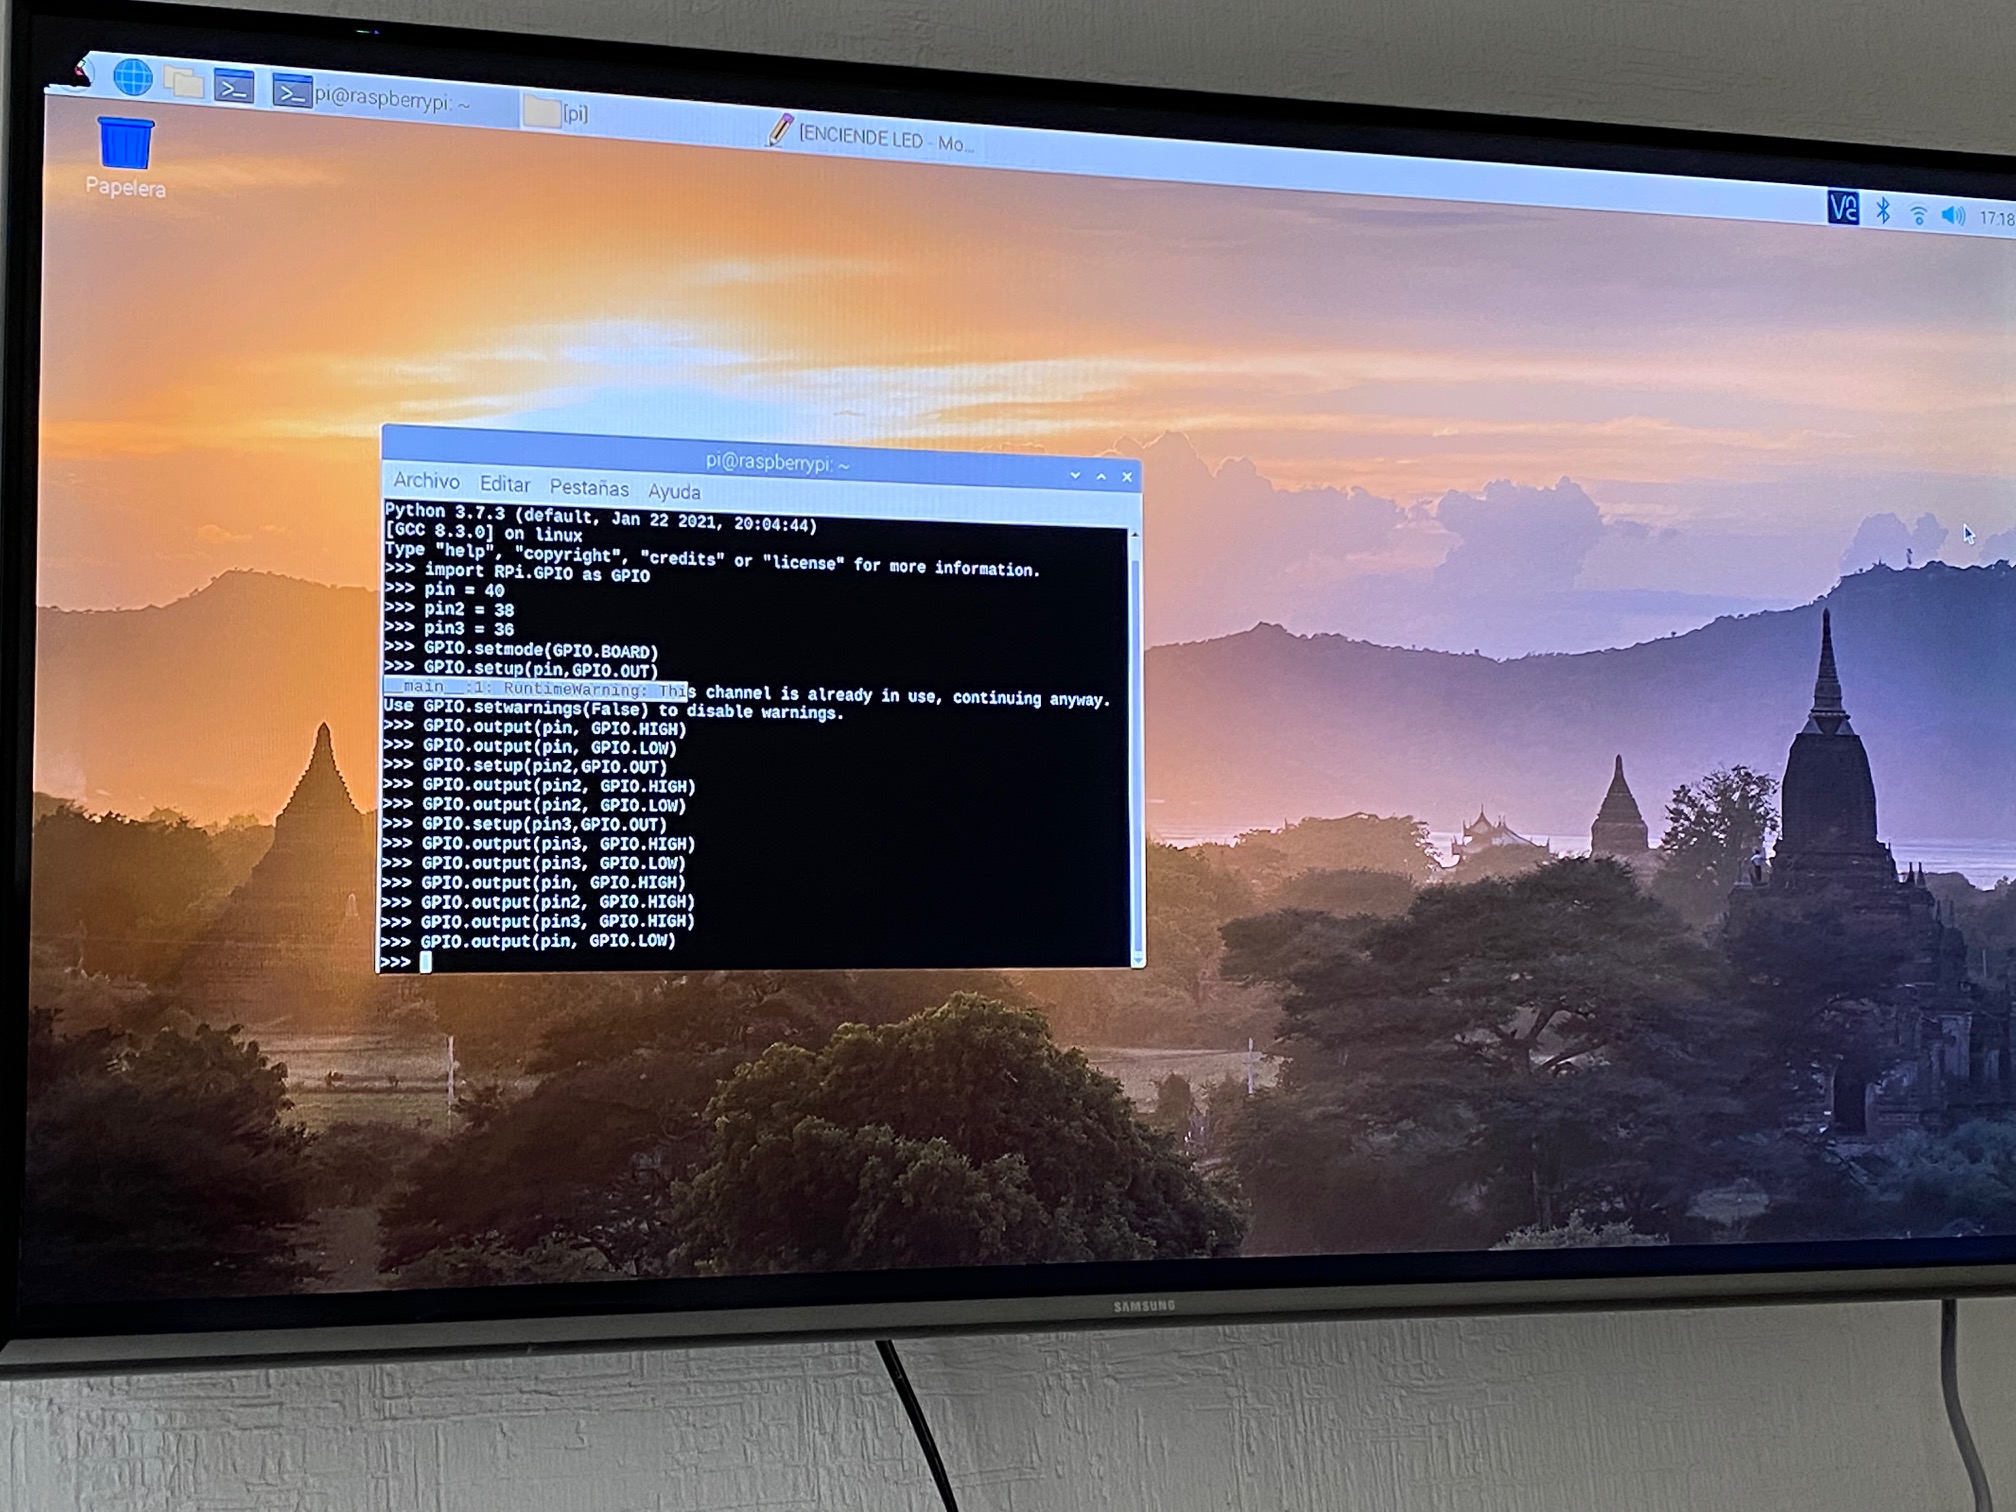 pi@raspberrypi: ~
[pi]
[ENCIENDE LED - Mo...
VNC
17:18
Papelera
pi@raspberrypi: ~
Archivo Editar Pestañas Ayuda
Python 3.7.3 (default, Jan 22 2021, 20:04:44)
[GCC 8.3.0] on linux
Type "help", "copyright", "credits" or "license" for more information.
>>> import RPi.GPIO as GPIO
>>> pin = 40
>>> pin2 = 38
>>> pin3 = 36
>>> GPIO.setmode(GPIO.BOARD)
>>> GPIO.setup(pin,GPIO.OUT)
__main__:1: RuntimeWarning: This channel is already in use, continuing anyway.
Use GPIO.setwarnings(False) to disable warnings.
>>> GPIO.output(pin, GPIO.HIGH)
>>> GPIO.output(pin, GPIO.LOW)
>>> GPIO.setup(pin2,GPIO.OUT)
>>> GPIO.output(pin2, GPIO.HIGH)
>>> GPIO.output(pin2, GPIO.LOW)
>>> GPIO.setup(pin3,GPIO.OUT)
>>> GPIO.output(pin3, GPIO.HIGH)
>>> GPIO.output(pin3, GPIO.LOW)
>>> GPIO.output(pin, GPIO.HIGH)
>>> GPIO.output(pin2, GPIO.HIGH)
>>> GPIO.output(pin3, GPIO.HIGH)
>>> GPIO.output(pin, GPIO.LOW)
>>>
SAMSUNG